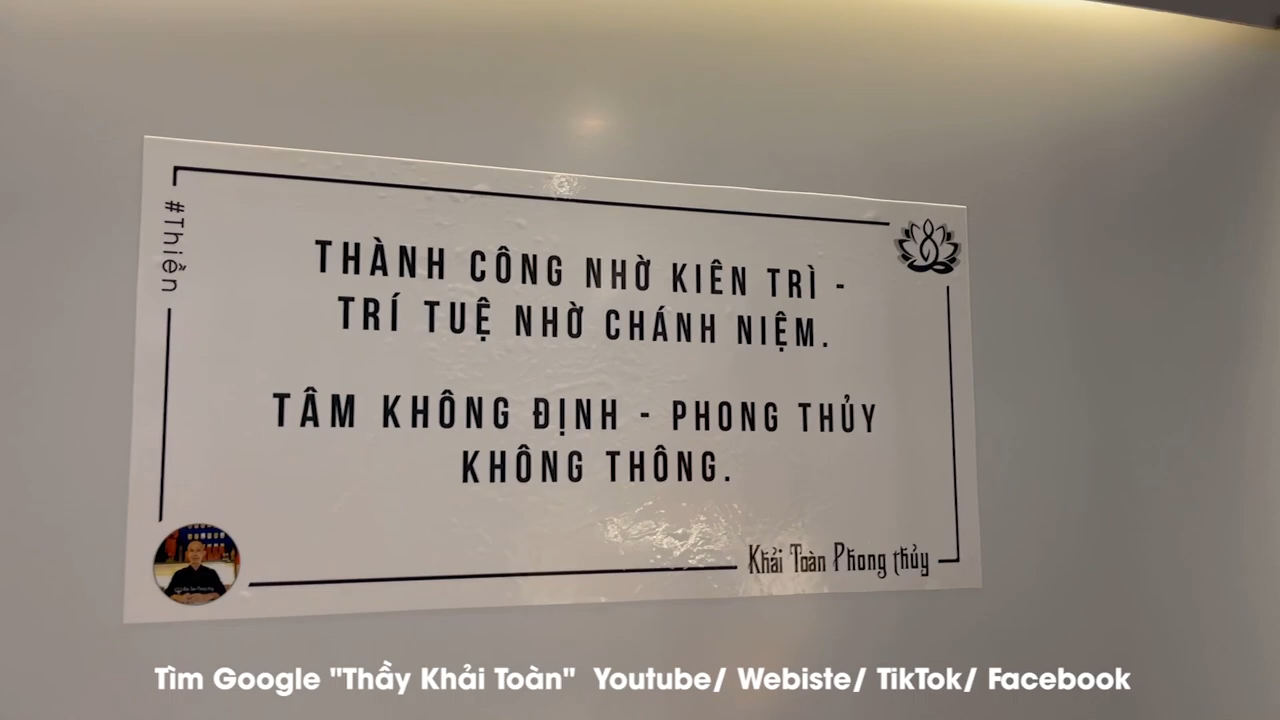 #Thiền
THÀNH CÔNG NHỜ KIÊN TRÌ -
TRÍ TUỆ NHỜ CHÁNH NIỆM.
TÂM KHÔNG ĐỊNH - PHONG THỦY
KHÔNG THÔNG.
Khải Toàn Phong thủy
Tìm Google "Thầy Khải Toàn" Youtube/ Webiste/ TikTok/ Facebook